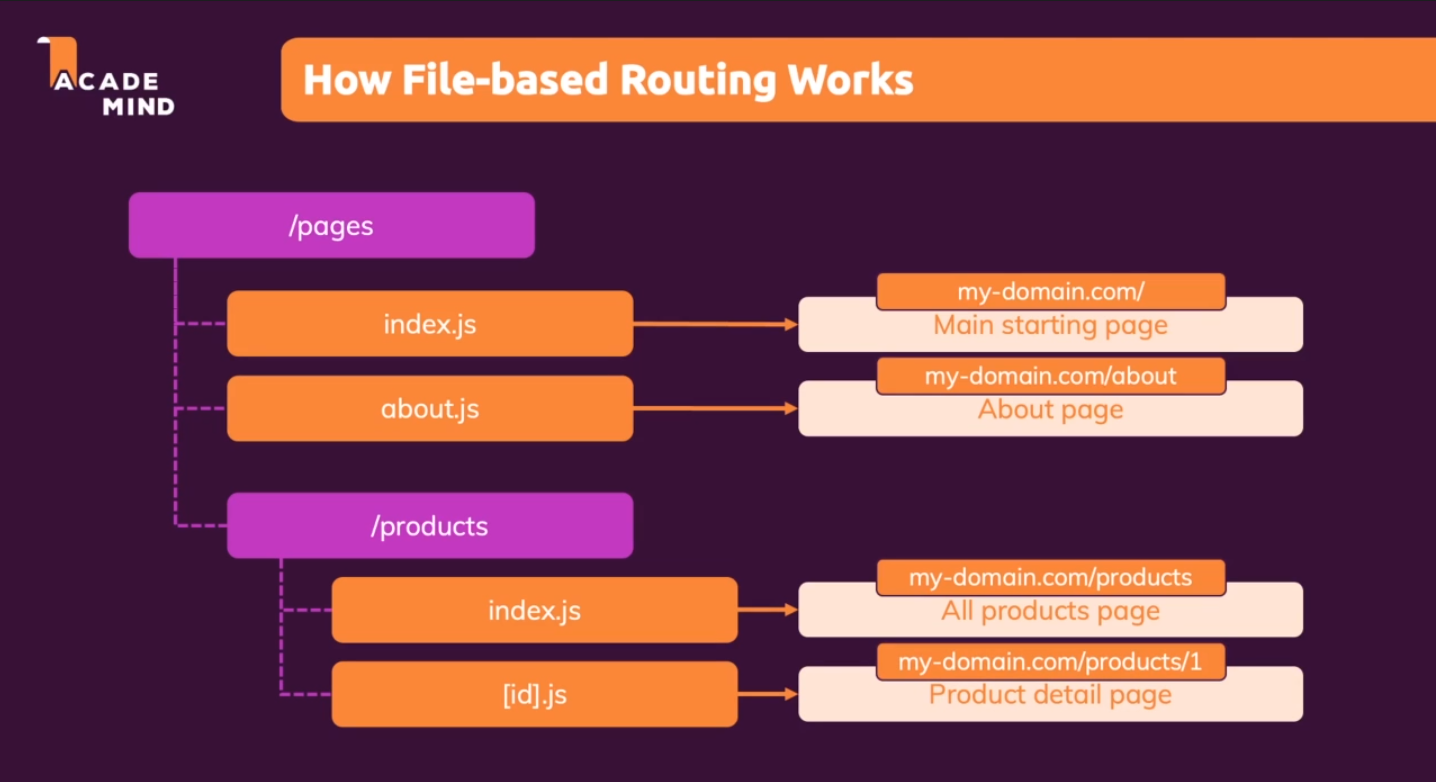 ACADE
MIND
How File-based Routing Works
/pages
index.js
my-domain.com/
Main starting page
about.js
my-domain.com/about
About page
/products
index.js
my-domain.com/products
All products page
[id].js
my-domain.com/products/1
Product detail page